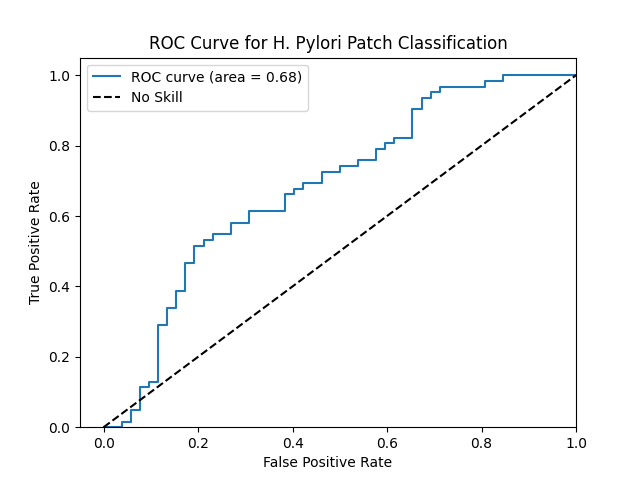 ROC Curve for H. Pylori Patch Classification
ROC curve (area = 0.68)
No Skill
True Positive Rate
1.0
0.8
0.6
0.4
0.2
0.0
0.0 0.2 0.4 0.6 0.8 1.0
False Positive Rate